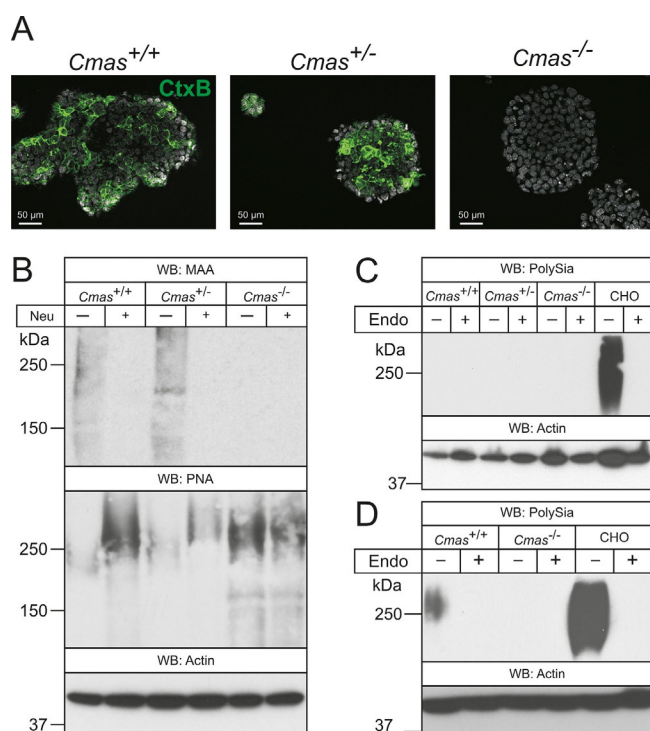 A
Cmas+/+ Cmas+/- Cmas-/-
CtxB
50 µm 50 µm 50 µm
B
WB: MAA
Cmas+/+ Cmas+/- Cmas-/-
Neu — + — + — +
kDa
250
150
WB: PNA
250
150
WB: Actin
37
C
WB: PolySia
Cmas+/+ Cmas+/- Cmas-/- CHO
Endo – + – + – + – +
kDa
250
WB: Actin
37
D
WB: PolySia
Cmas+/+ Cmas-/- CHO
Endo – + – + – +
kDa
250
WB: Actin
37